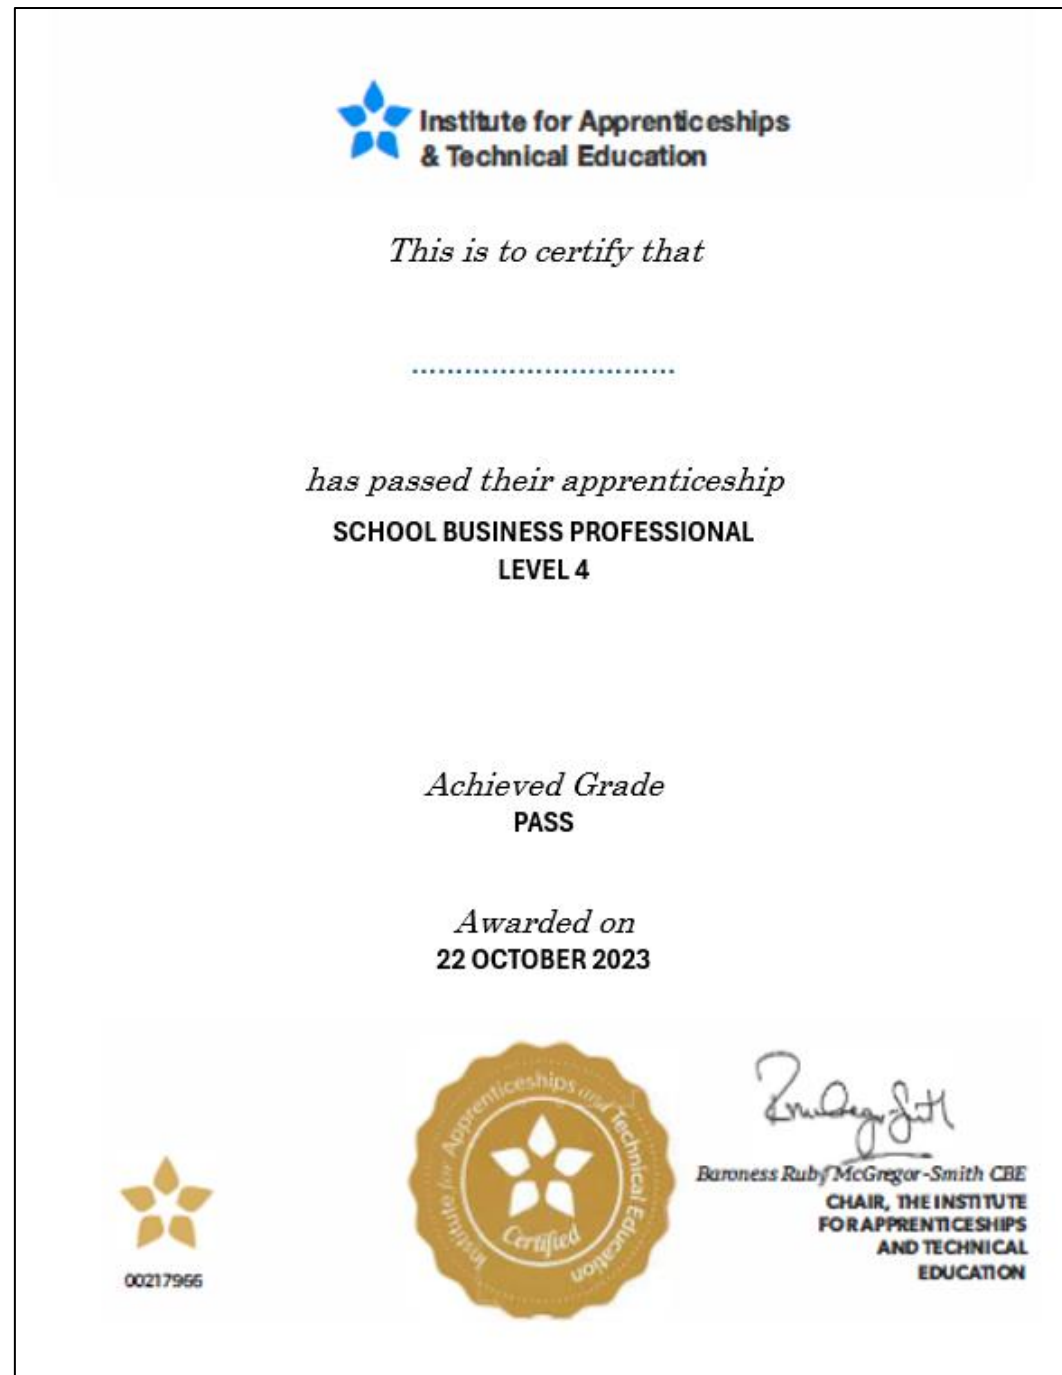 Institute for Apprenticeships
& Technical Education
This is to certify that
..............................
has passed their apprenticeship
SCHOOL BUSINESS PROFESSIONAL
LEVEL 4
Achieved Grade
PASS
Awarded on
22 OCTOBER 2023
Institute for Apprenticeships and Technical Education
Certified
Baroness Ruby McGregor-Smith CBE
CHAIR, THE INSTITUTE
FOR APPRENTICESHIPS
AND TECHNICAL
EDUCATION
00217966